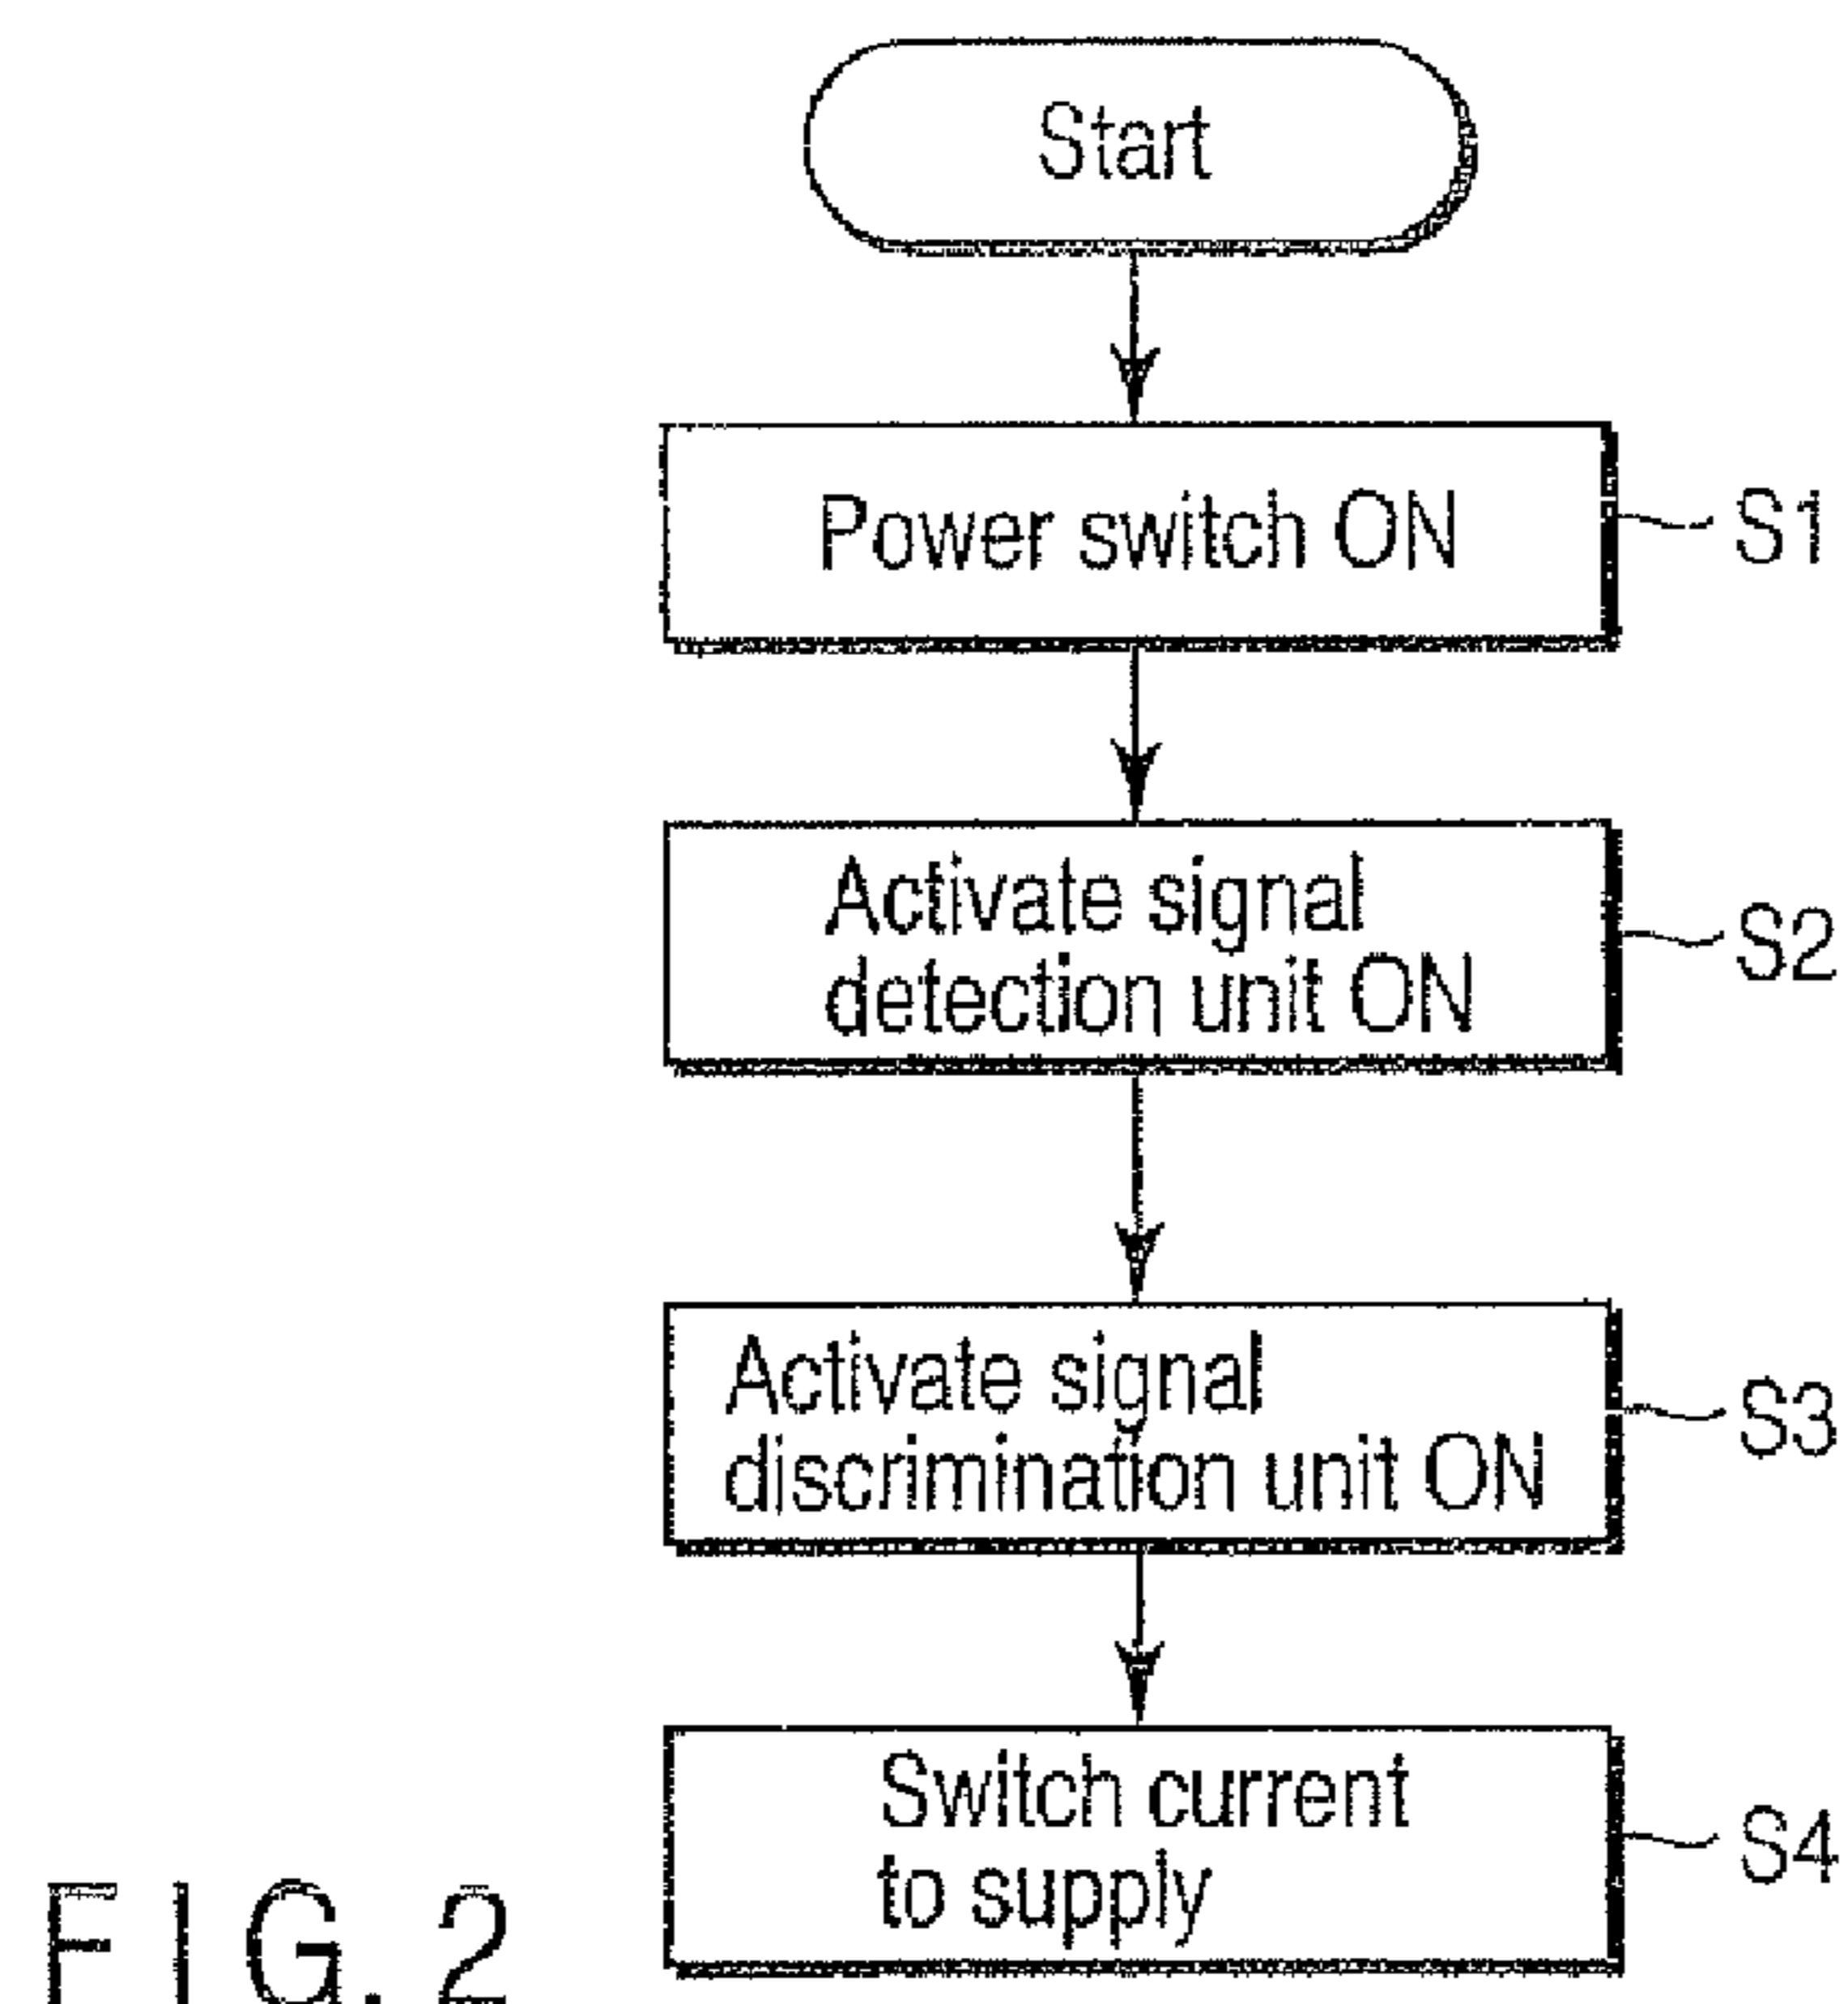 Start
Power switch ON
S1
Activate signal
detection unit ON
S2
Activate signal
discrimination unit ON
S3
Switch current
to supply
S4
FIG. 2